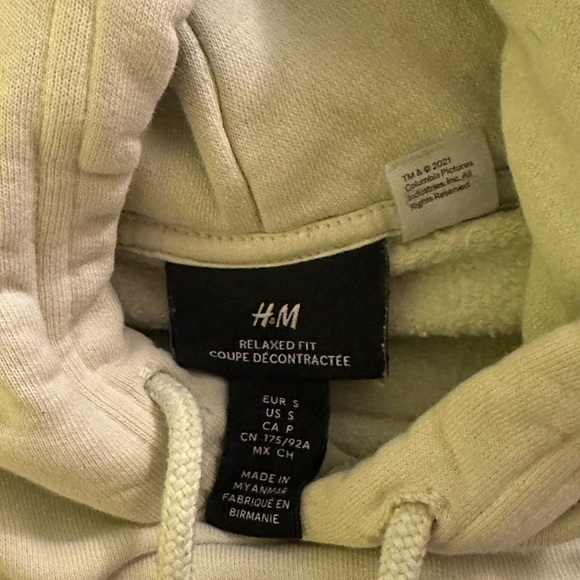 TM & © 2021
Columbia Pictures
Industries, Inc. All
Rights Reserved.
H&M
RELAXED FIT
COUPE DÉCONTRACTÉE
EUR S
US S
CA P
CN 175/92A
MX CH
MADE IN
MYANMAR
FABRIQUÉ EN
BIRMANIE